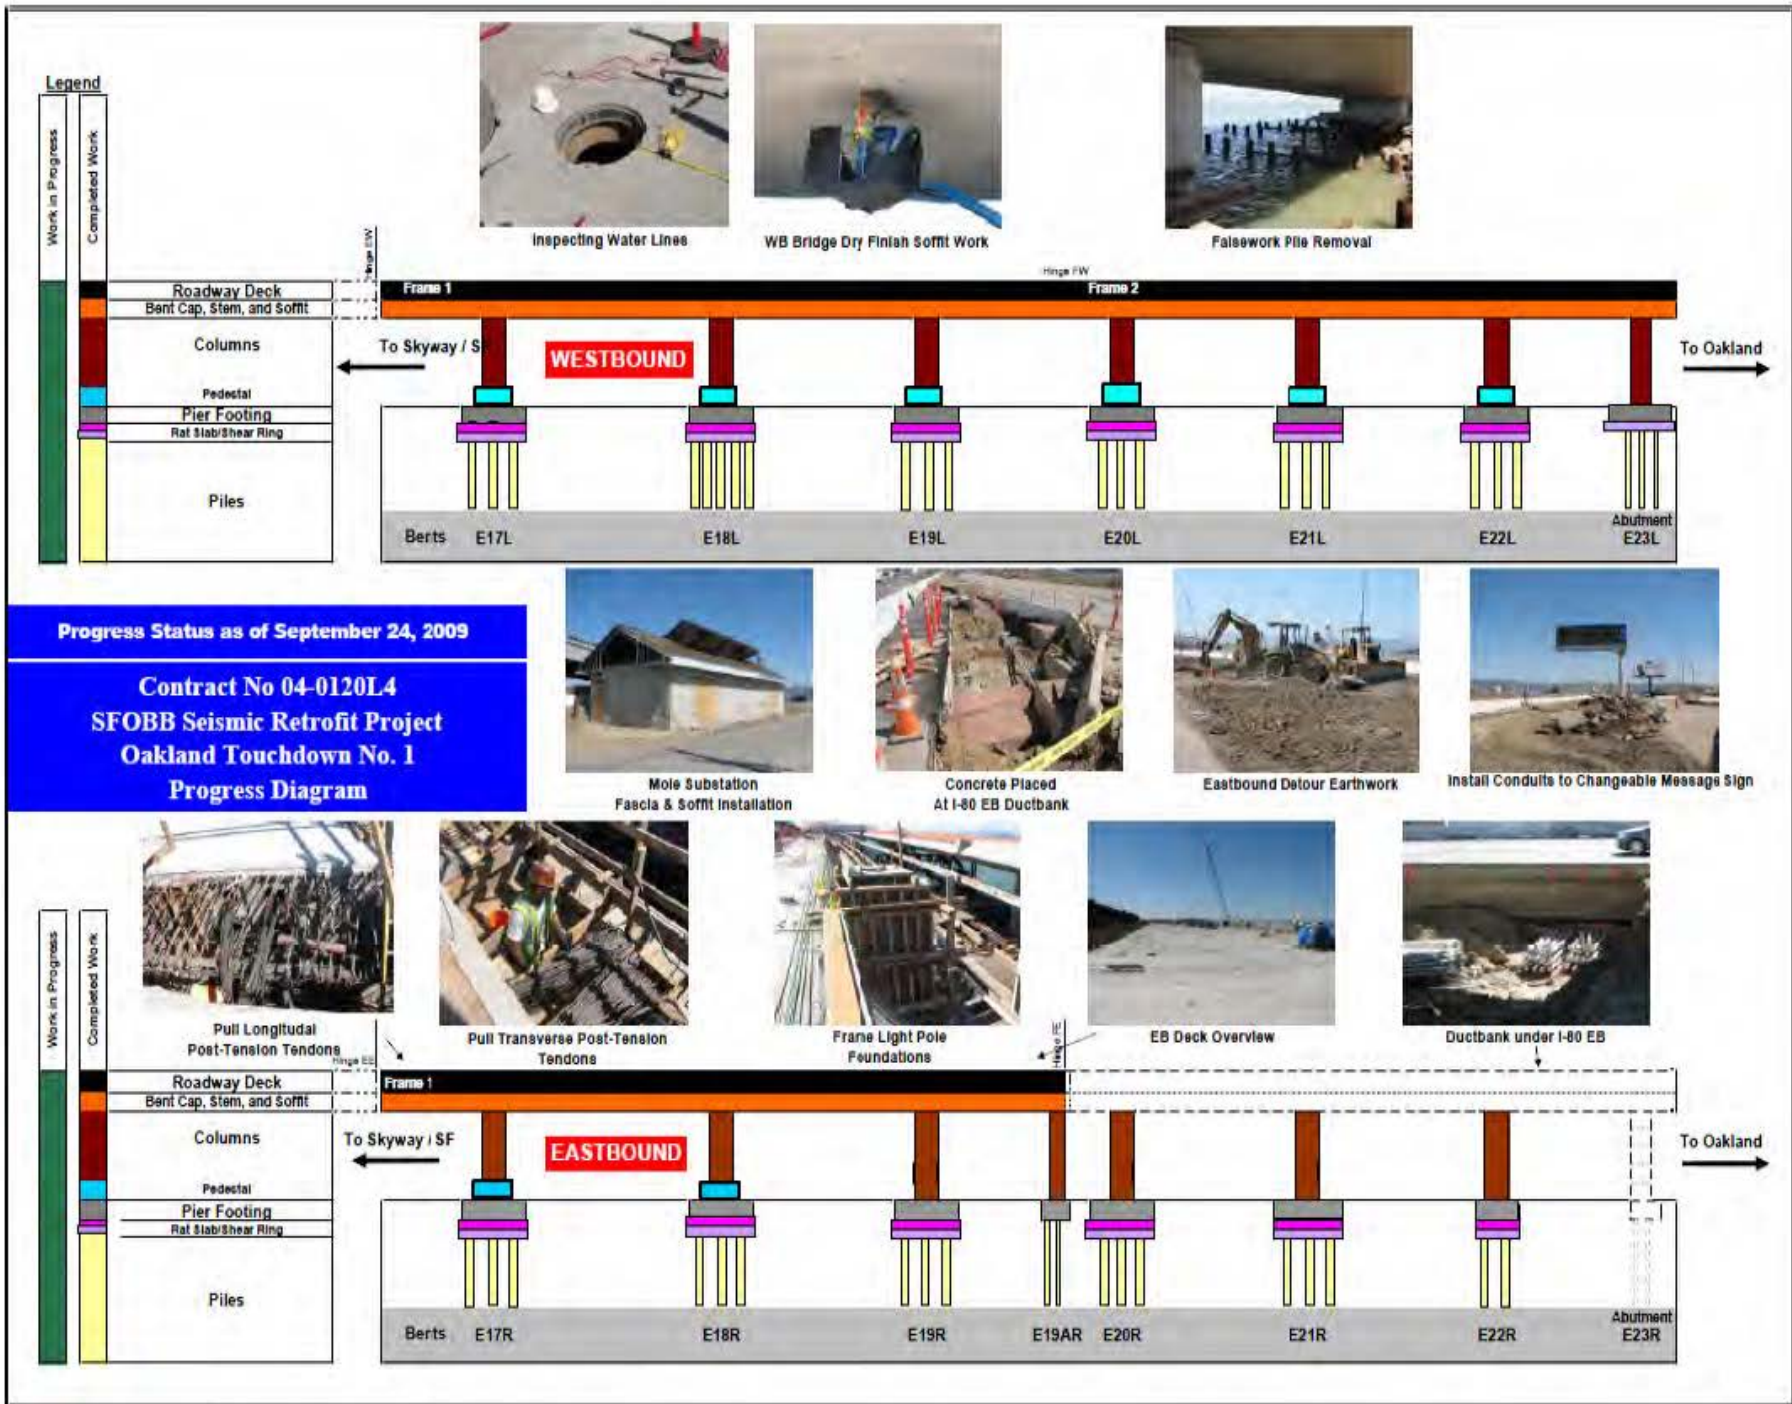 Legend
Work in Progress
Completed Work
Inspecting Water Lines
WB Bridge Dry Finish Soffit Work
Falsework Pile Removal
Hinge EW
Hinge FW
Roadway Deck
Frame 1
Frame 2
Bent Cap, Stem, and Soffit
Columns
To Skyway / S
WESTBOUND
To Oakland
Pedestal
Pier Footing
Rat Slab/Shear Ring
Piles
Berts
E17L
E18L
E19L
E20L
E21L
E22L
Abutment
E23L
Progress Status as of September 24, 2009
Contract No 04-0120L4
SFOBB Seismic Retrofit Project
Oakland Touchdown No. 1
Progress Diagram
Mole Substation
Fascia & Soffit Installation
Concrete Placed
At I-80 EB Ductbank
Eastbound Detour Earthwork
Install Conduits to Changeable Message Sign
Work in Progress
Completed Work
Pull Longitudal
Post-Tension Tendons
Pull Transverse Post-Tension
Tendons
Frame Light Pole
Foundations
EB Deck Overview
Ductbank under I-80 EB
Hinge EE
Hinge FE
Roadway Deck
Frame 1
Bent Cap, Stem, and Soffit
Columns
To Skyway / SF
EASTBOUND
To Oakland
Pedestal
Pier Footing
Rat Slab/Shear Ring
Piles
Berts
E17R
E18R
E19R
E19AR
E20R
E21R
E22R
Abutment
E23R